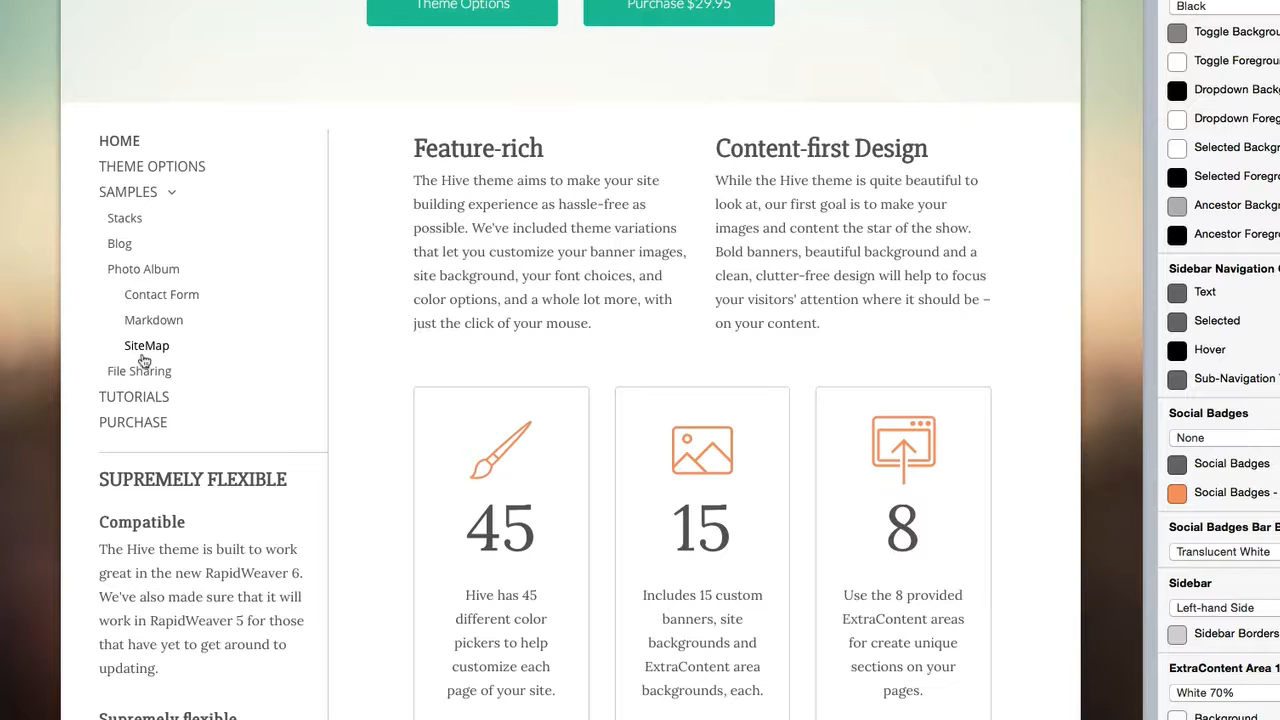 Theme Options
Purchase $29.95
HOME
THEME OPTIONS
SAMPLES
Stacks
Blog
Photo Album
Contact Form
Markdown
SiteMap
File Sharing
TUTORIALS
PURCHASE
SUPREMELY FLEXIBLE
Compatible
The Hive theme is built to work
great in the new RapidWeaver 6.
We've also made sure that it will
work in RapidWeaver 5 for those
that have yet to get around to
updating.
Supremely flexible
Feature-rich
The Hive theme aims to make your site
building experience as hassle-free as
possible. We've included theme variations
that let you customize your banner images,
site background, your font choices, and
color options, and a whole lot more, with
just the click of your mouse.
Content-first Design
While the Hive theme is quite beautiful to
look at, our first goal is to make your
images and content the star of the show.
Bold banners, beautiful background and a
clean, clutter-free design will help to focus
your visitors' attention where it should be –
on your content.
45
Hive has 45
different color
pickers to help
customize each
page of your site.
15
Includes 15 custom
banners, site
backgrounds and
ExtraContent area
backgrounds, each.
8
Use the 8 provided
ExtraContent areas
for create unique
sections on your
pages.
Black
Toggle Backgrou
Toggle Foregroun
Dropdown Backg
Dropdown Foreg
Selected Backgr
Selected Foregro
Ancestor Backgr
Ancestor Foregro
Sidebar Navigation
Text
Selected
Hover
Sub-Navigation
Social Badges
None
Social Badges
Social Badges -
Social Badges Bar B
Translucent White
Sidebar
Left-hand Side
Sidebar Borders
ExtraContent Area 1
White 70%
Background